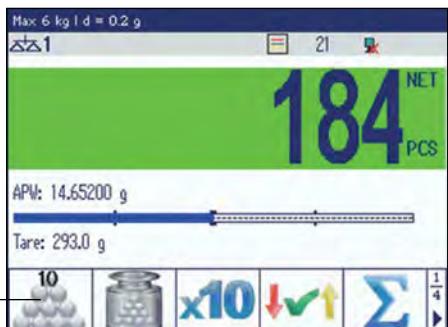 Max 6 kg | d = 0.2 g
1 21
NET
184
PCS
APW: 14.65200 g
Tare: 293.0 g
10
x10
Σ
1
4